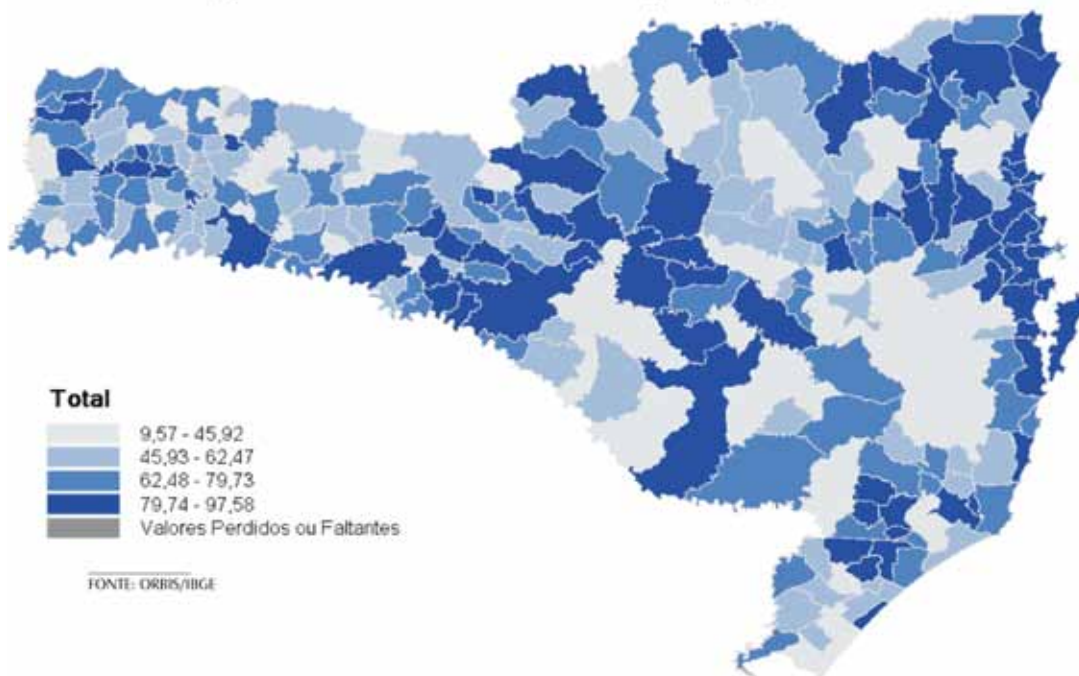 Total
9,57 - 45,92
45,93 - 62,47
62,48 - 79,73
79,74 - 97,58
Valores Perdidos ou Faltantes
FONTE: ORBIS/IBGE